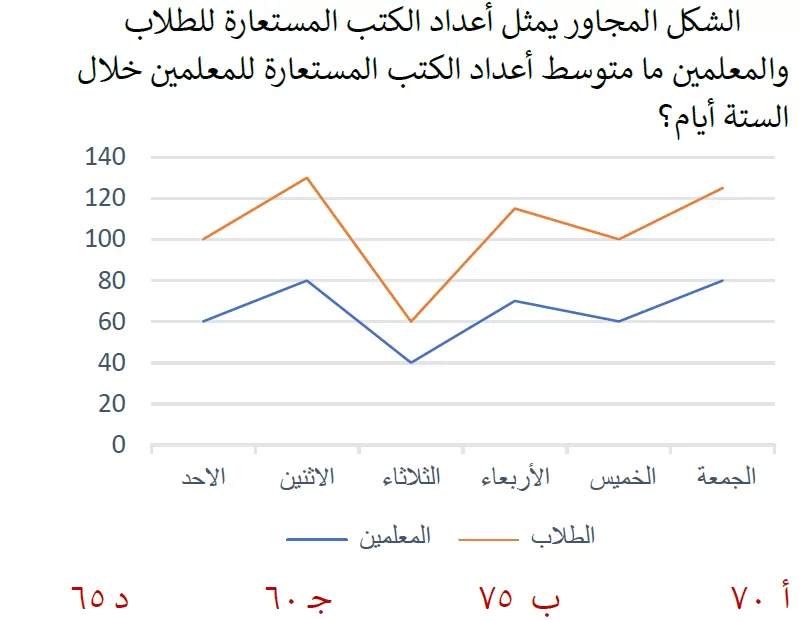 الشكل المجاور يمثل أعداد الكتب المستعارة للطلاب
والمعلمين ما متوسط أعداد الكتب المستعارة للمعلمين خلال
الستة أيام؟
140
120
100
80
60
40
20
0
الاحد الاثنين الثلاثاء الأربعاء الخميس الجمعة
المعلمين الطلاب
أ ٧٠ ب ٧٥ جـ ٦٠ د ٦٥